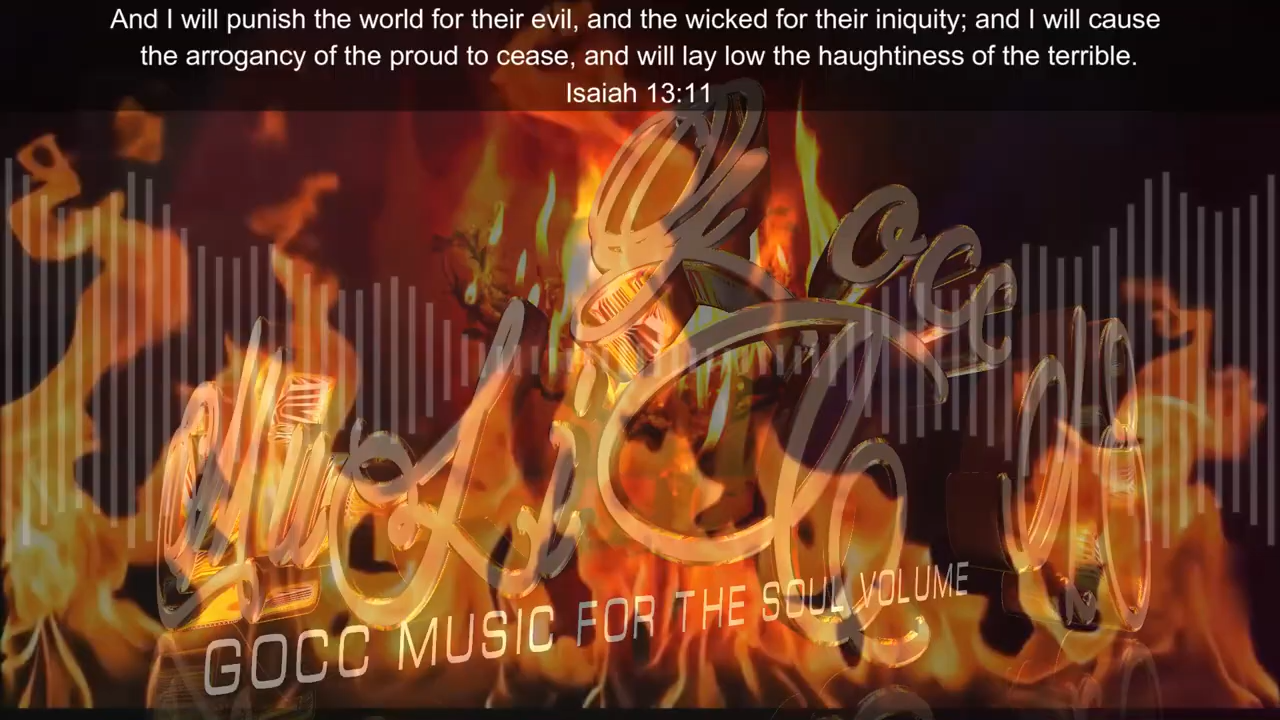 And I will punish the world for their evil, and the wicked for their iniquity; and I will cause
the arrogancy of the proud to cease, and will lay low the haughtiness of the terrible.
Isaiah 13:11
GOCC MUSIC FOR THE SOUL VOLUME